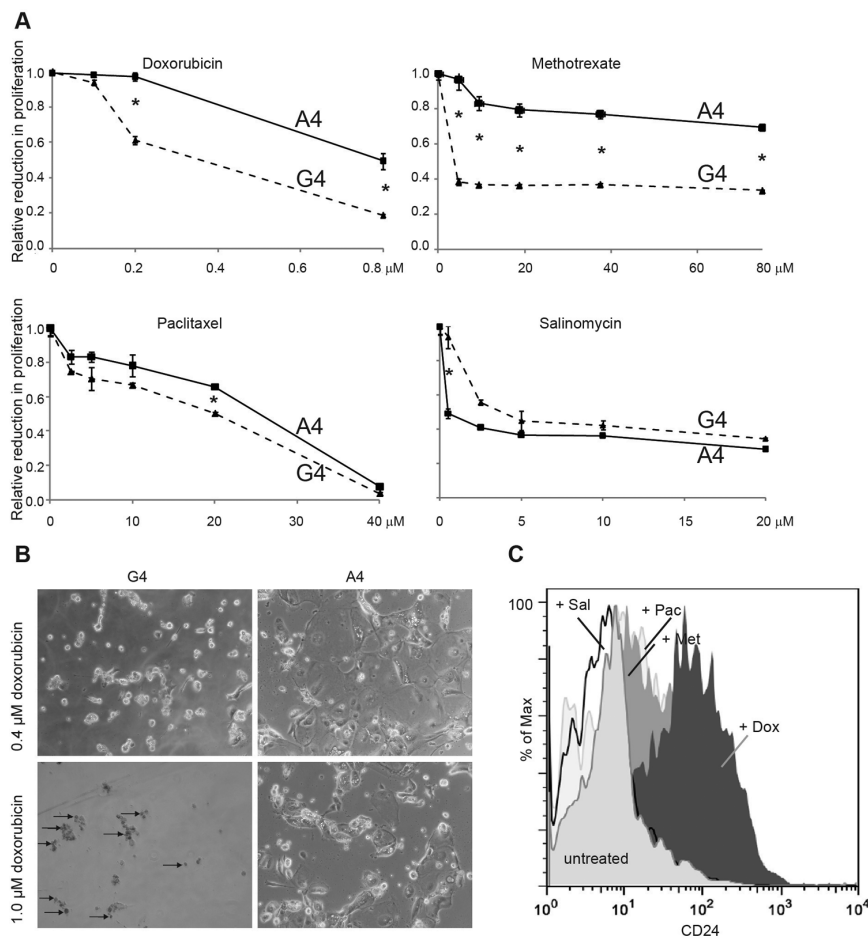 A
Doxorubicin
Relative reduction in proliferation
1.0
0.8
0.6
0.4
0.2
0.0
*
*
A4
G4
0 0.2 0.4 0.6 0.8 μM
Methotrexate
1.0
0.8
0.6
0.4
0.2
0.0
* * * * *
A4
G4
0 20 40 60 80 μM
Paclitaxel
Relative reduction in proliferation
1.0
0.8
0.6
0.4
0.2
0.0
*
A4
G4
0 10 20 30 40 μM
Salinomycin
*
G4
A4
0 5 10 15 20 μM
B
G4 A4
0.4 μM doxorubicin
1.0 μM doxorubicin
C
100
% of Max
+ Sal
+ Pac
+ Met
+ Dox
untreated
10⁰ 10¹ 10² 10³ 10⁴
CD24